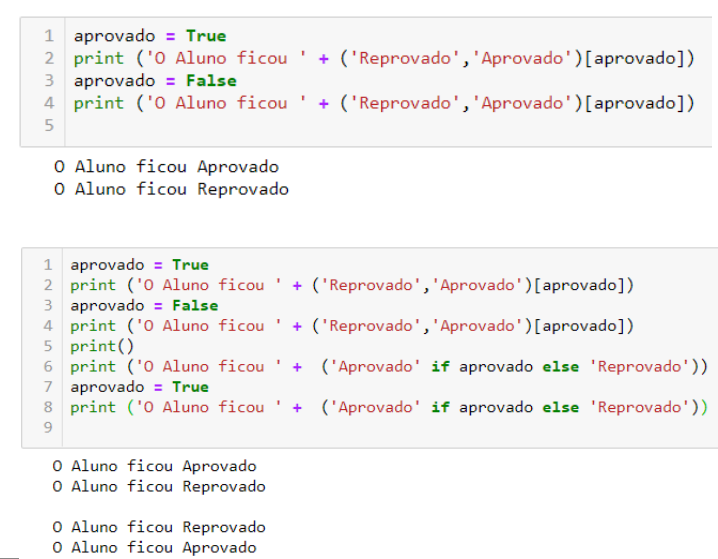 1 aprovado = True
2 print ('O Aluno ficou ' + ('Reprovado','Aprovado')[aprovado])
3 aprovado = False
4 print ('O Aluno ficou ' + ('Reprovado','Aprovado')[aprovado])
5
O Aluno ficou Aprovado
O Aluno ficou Reprovado
1 aprovado = True
2 print ('O Aluno ficou ' + ('Reprovado','Aprovado')[aprovado])
3 aprovado = False
4 print ('O Aluno ficou ' + ('Reprovado','Aprovado')[aprovado])
5 print()
6 print ('O Aluno ficou ' +  ('Aprovado' if aprovado else 'Reprovado'))
7 aprovado = True
8 print ('O Aluno ficou ' +  ('Aprovado' if aprovado else 'Reprovado'))
9
O Aluno ficou Aprovado
O Aluno ficou Reprovado
O Aluno ficou Reprovado
O Aluno ficou Aprovado